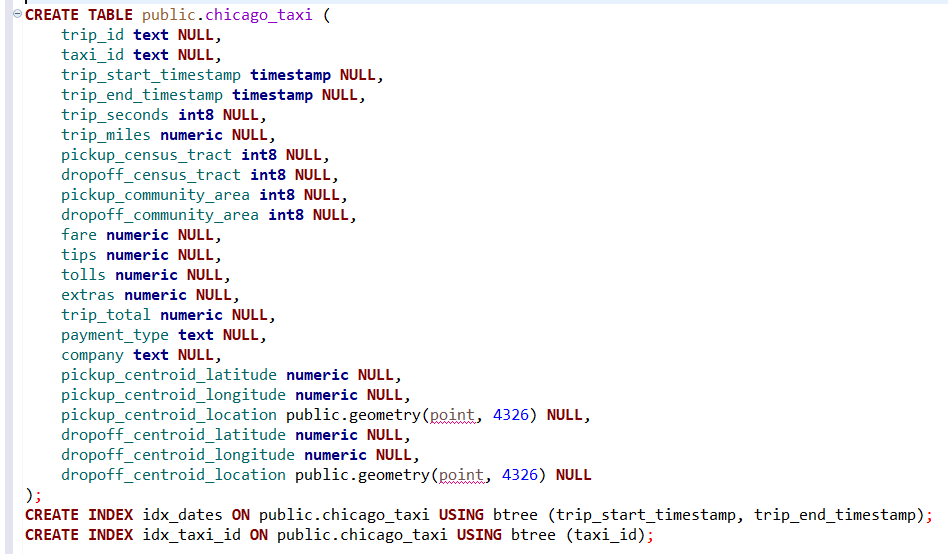 CREATE TABLE public.chicago_taxi (
    trip_id text NULL,
    taxi_id text NULL,
    trip_start_timestamp timestamp NULL,
    trip_end_timestamp timestamp NULL,
    trip_seconds int8 NULL,
    trip_miles numeric NULL,
    pickup_census_tract int8 NULL,
    dropoff_census_tract int8 NULL,
    pickup_community_area int8 NULL,
    dropoff_community_area int8 NULL,
    fare numeric NULL,
    tips numeric NULL,
    tolls numeric NULL,
    extras numeric NULL,
    trip_total numeric NULL,
    payment_type text NULL,
    company text NULL,
    pickup_centroid_latitude numeric NULL,
    pickup_centroid_longitude numeric NULL,
    pickup_centroid_location public.geometry(point, 4326) NULL,
    dropoff_centroid_latitude numeric NULL,
    dropoff_centroid_longitude numeric NULL,
    dropoff_centroid_location public.geometry(point, 4326) NULL
);
CREATE INDEX idx_dates ON public.chicago_taxi USING btree (trip_start_timestamp, trip_end_timestamp);
CREATE INDEX idx_taxi_id ON public.chicago_taxi USING btree (taxi_id);